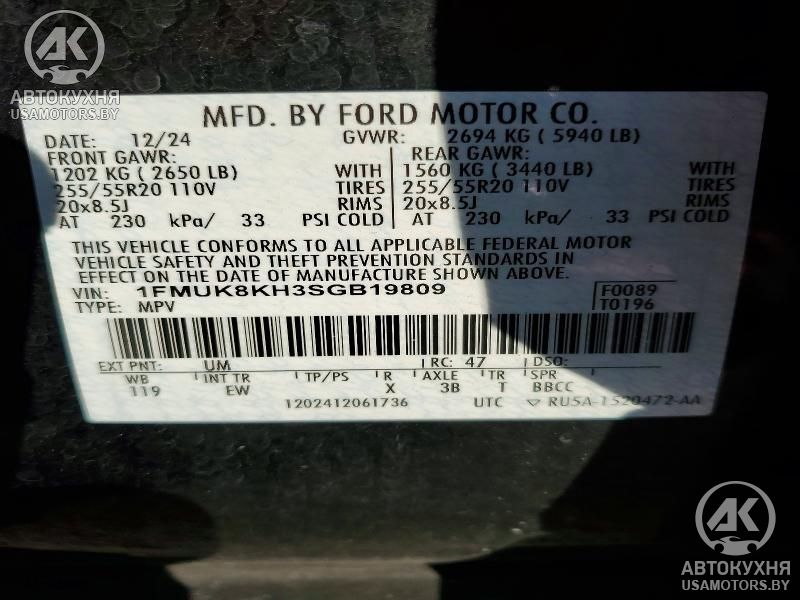 АК
АВТОКУХНЯ
USAMOTORS.BY
MFD. BY FORD MOTOR CO.
DATE: 12/24 GVWR: 2694 KG ( 5940 LB)
FRONT GAWR: REAR GAWR:
1202 KG ( 2650 LB) WITH 1560 KG ( 3440 LB) WITH
255/55R20 110V TIRES 255/55R20 110V TIRES
20x8.5J RIMS 20x8.5J RIMS
AT 230 kPa/ 33 PSI COLD AT 230 kPa/ 33 PSI COLD
THIS VEHICLE CONFORMS TO ALL APPLICABLE FEDERAL MOTOR
VEHICLE SAFETY AND THEFT PREVENTION STANDARDS IN
EFFECT ON THE DATE OF MANUFACTURE SHOWN ABOVE.
VIN: 1FMUK8KH3SGB19809 F0089
TYPE: MPV T0196
EXT PNT: UM RC: 47 DSO:
WB INT TR TP/PS R AXLE TR SPR
119 EW X 3B T BBCC
1202412061736 UTC ▽ RU5A-1520472-AA
АК
АВТОКУХНЯ
USAMOTORS.BY